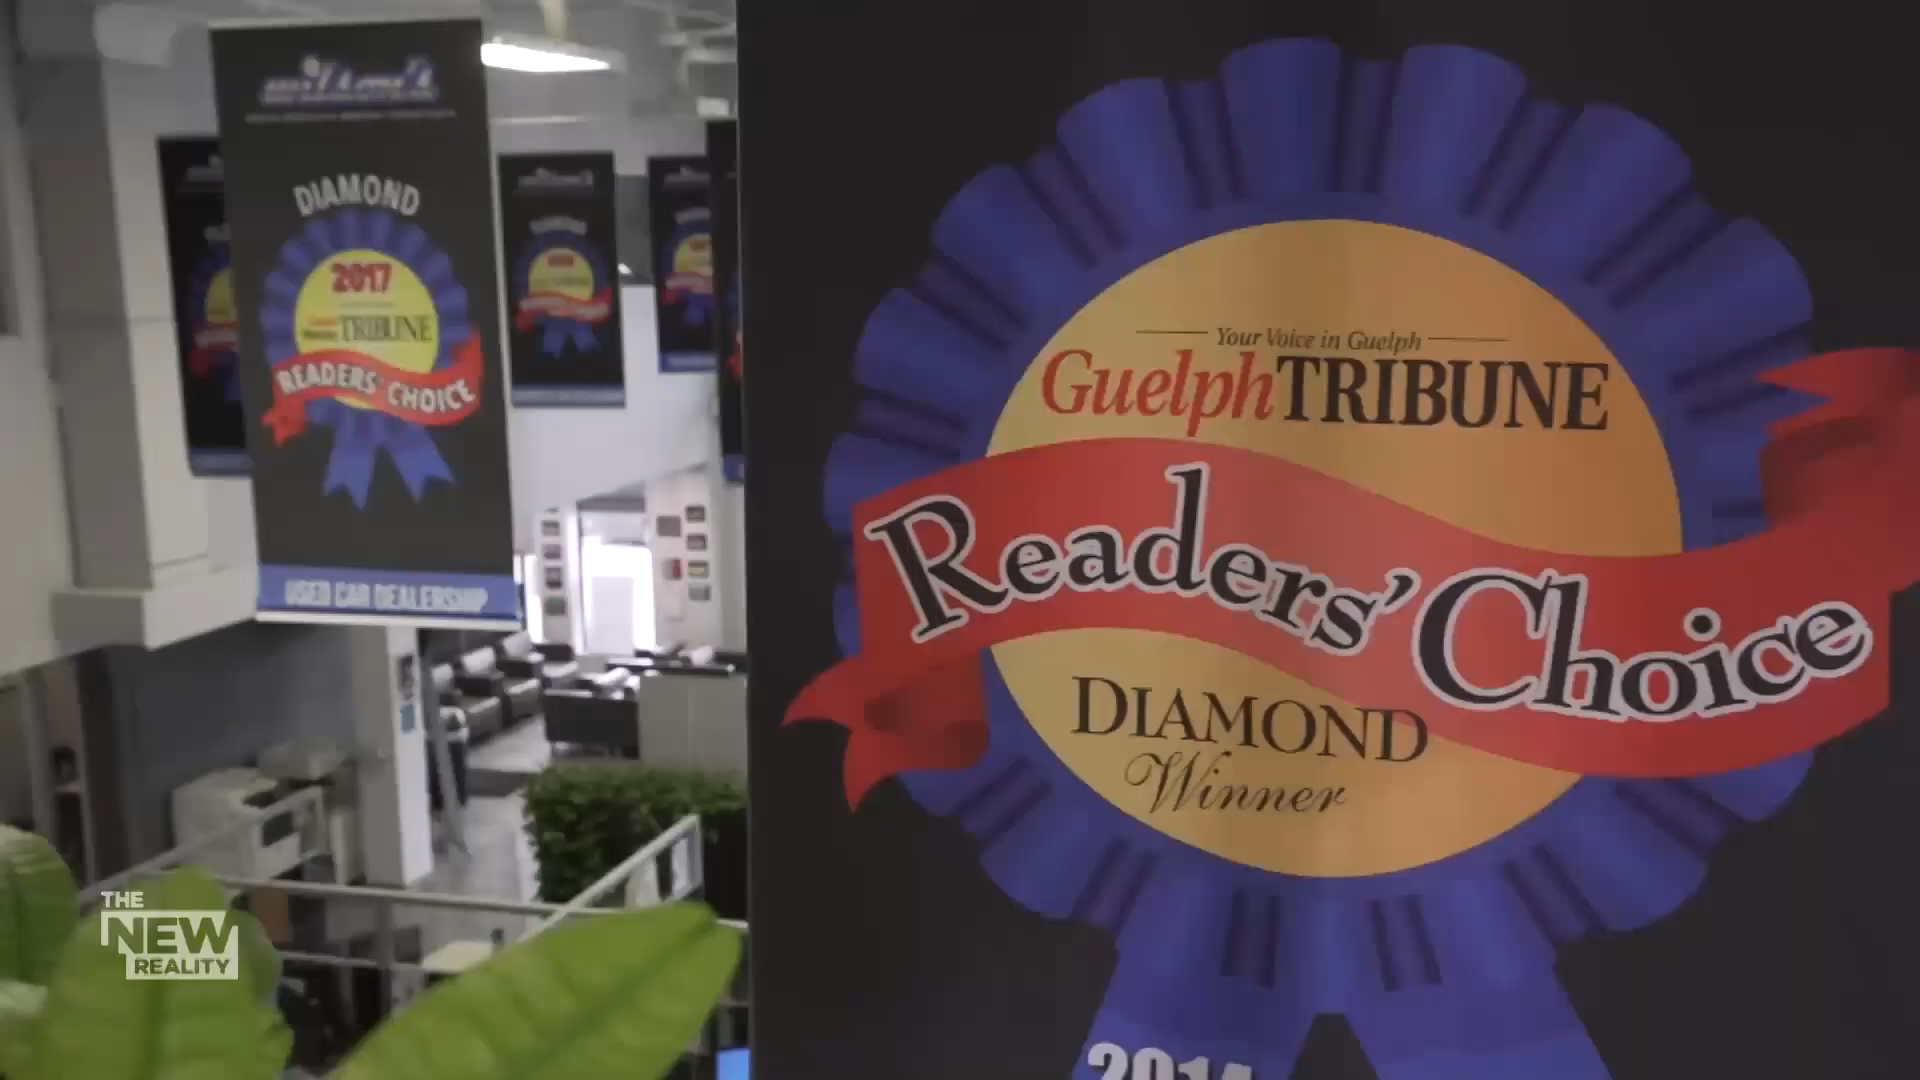 DIAMOND
2017
TRIBUNE
READERS' CHOICE
USED CAR DEALERSHIP
Your Voice in Guelph
GuelphTRIBUNE
Readers' Choice
DIAMOND
Winner
2014
THE
NEW
REALITY